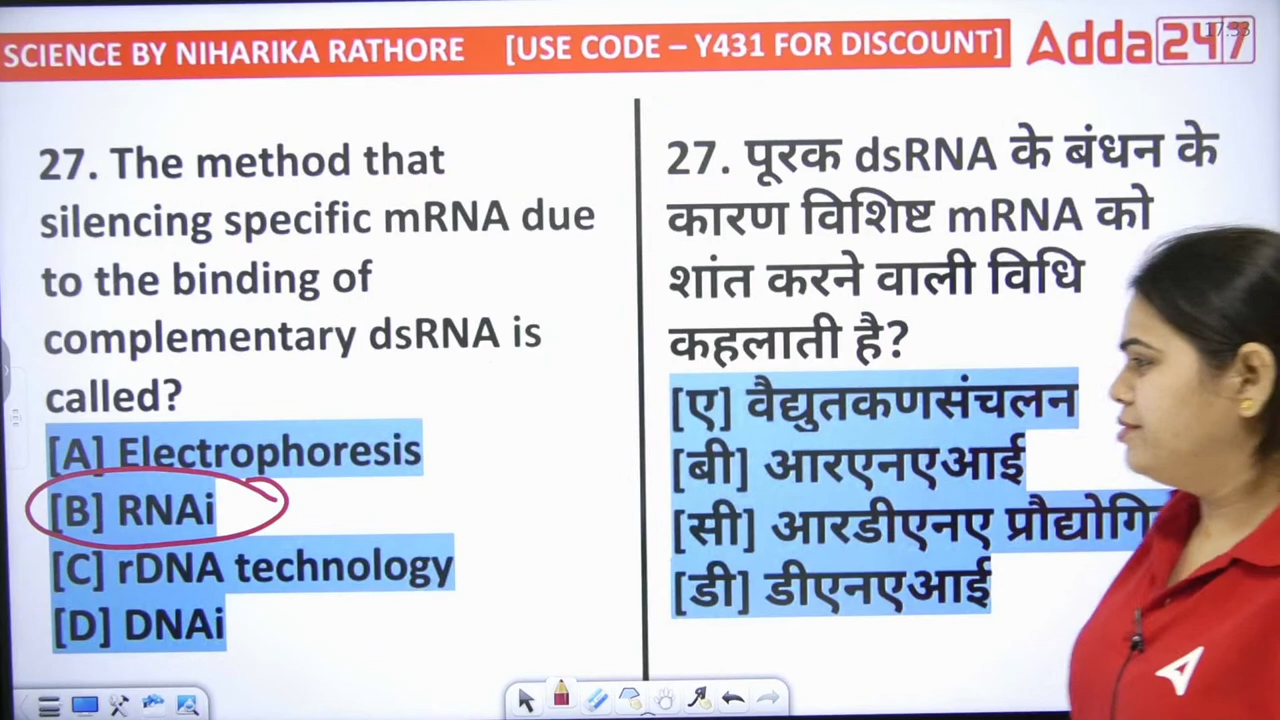 SCIENCE BY NIHARIKA RATHORE [USE CODE – Y431 FOR DISCOUNT]
Adda247
17:33
27. The method that
silencing specific mRNA due
to the binding of
complementary dsRNA is
called?
[A] Electrophoresis
[B] RNAi
[C] rDNA technology
[D] DNAi
27. पूरक dsRNA के बंधन के
कारण विशिष्ट mRNA को
शांत करने वाली विधि
कहलाती है?
[ए] वैद्युतकणसंचलन
[बी] आरएनएआई
[सी] आरडीएनए प्रौद्योगि
[डी] डीएनएआई